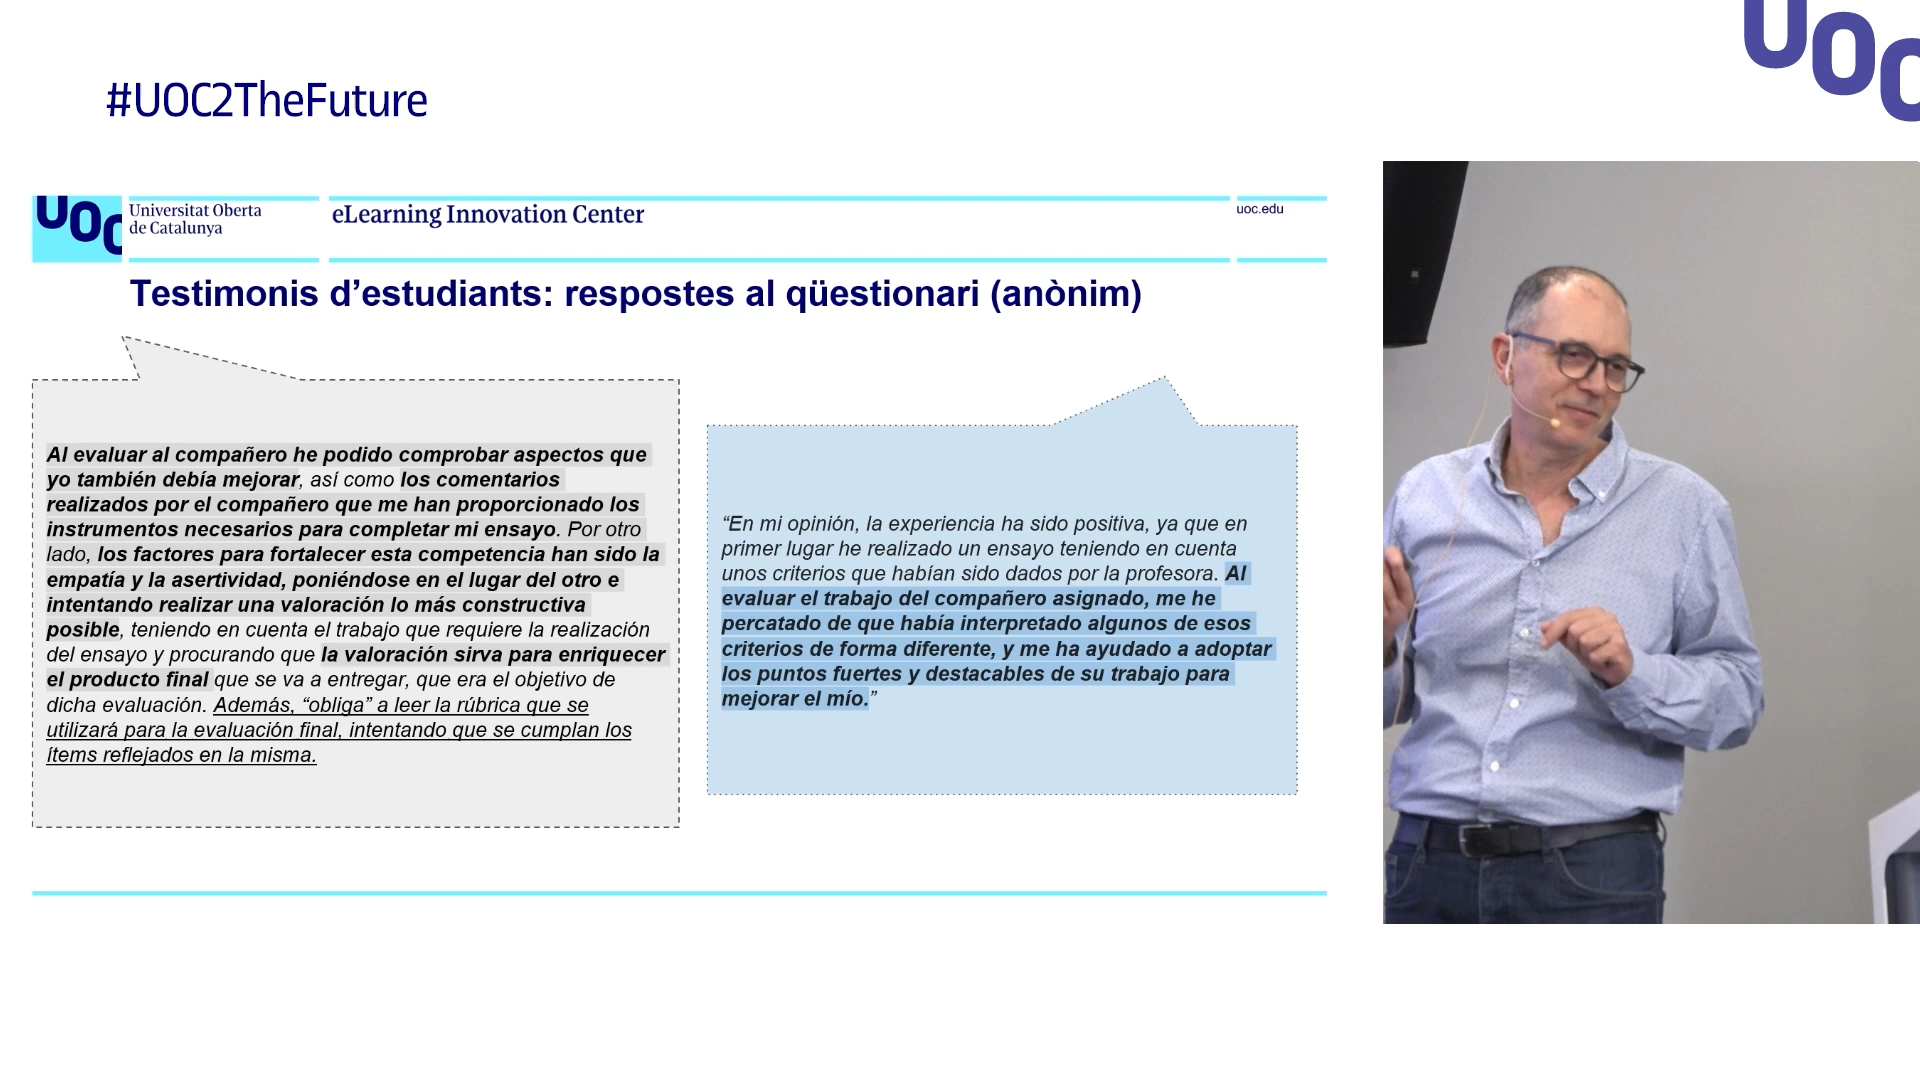 UOC
#UOC2TheFuture
UOC
Universitat Oberta
de Catalunya
eLearning Innovation Center
uoc.edu
Testimonis d’estudiants: respostes al qüestionari (anònim)
Al evaluar al compañero he podido comprobar aspectos que
yo también debía mejorar, así como los comentarios
realizados por el compañero que me han proporcionado los
instrumentos necesarios para completar mi ensayo. Por otro
lado, los factores para fortalecer esta competencia han sido la
empatía y la asertividad, poniéndose en el lugar del otro e
intentando realizar una valoración lo más constructiva
posible, teniendo en cuenta el trabajo que requiere la realización
del ensayo y procurando que la valoración sirva para enriquecer
el producto final que se va a entregar, que era el objetivo de
dicha evaluación. Además, “obliga” a leer la rúbrica que se
utilizará para la evaluación final, intentando que se cumplan los
ítems reflejados en la misma.
“En mi opinión, la experiencia ha sido positiva, ya que en
primer lugar he realizado un ensayo teniendo en cuenta
unos criterios que habían sido dados por la profesora. Al
evaluar el trabajo del compañero asignado, me he
percatado de que había interpretado algunos de esos
criterios de forma diferente, y me ha ayudado a adoptar
los puntos fuertes y destacables de su trabajo para
mejorar el mío.”